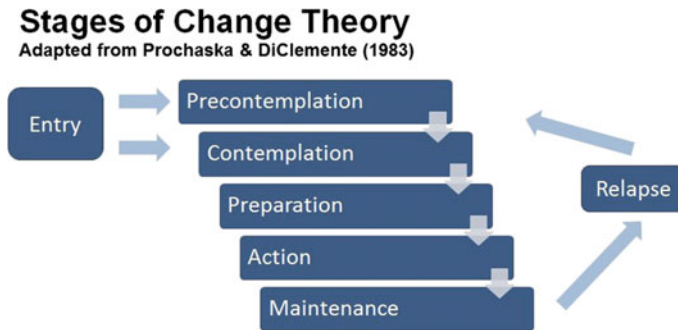 Stages of Change Theory
Adapted from Prochaska & DiClemente (1983)
Entry
Precontemplation
Contemplation
Preparation
Action
Maintenance
Relapse